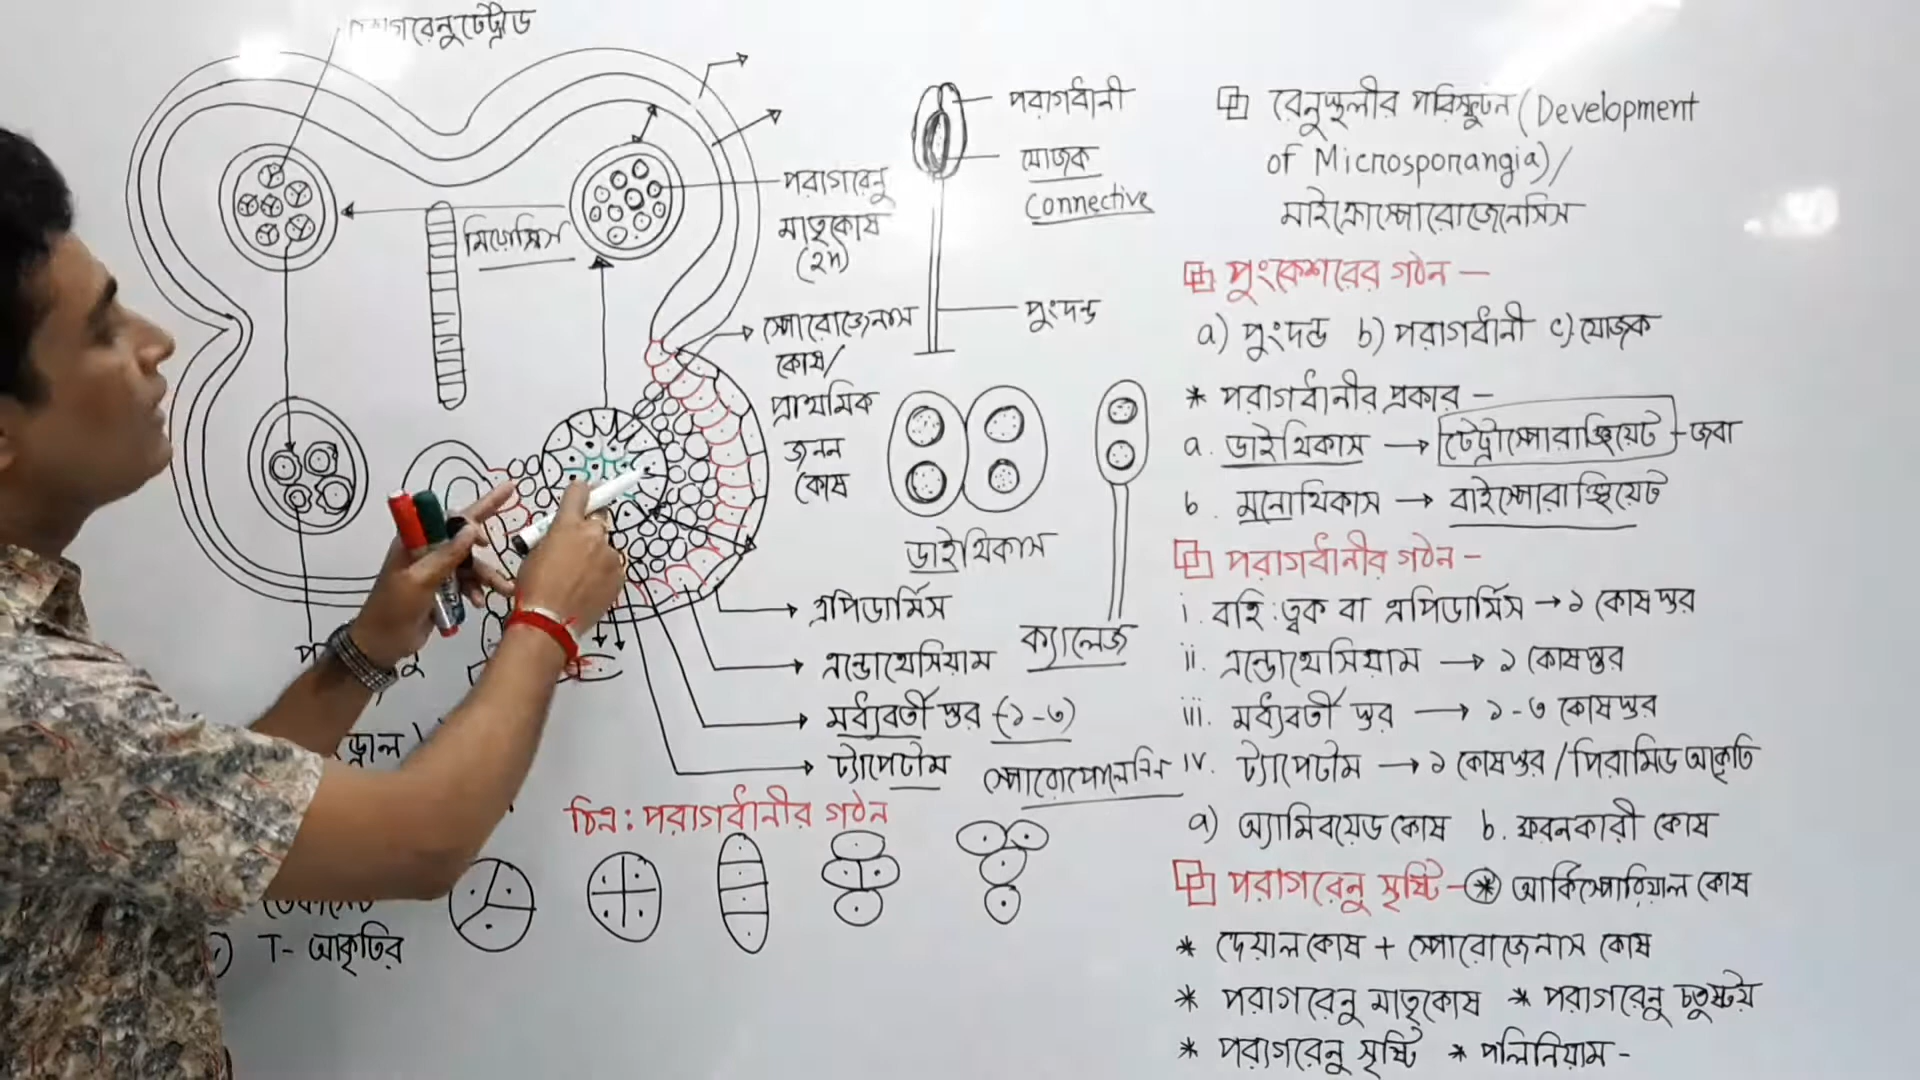 পরাগরেনু টেট্রাড
মিয়োসিস
পরাগরেনু
মাতৃকোষ
(২n)
স্পোরোজেনাস
কোষ/
প্রাথমিক
জনন
কোষ
এপিডার্মিস
এন্ডোথেসিয়াম
মধ্যবর্তী স্তর (১-৩)
ট্যাপেটাম
চিত্র: পরাগধানীর গঠন
T- আকৃতির
পরাগধানী
যোজক
Connective
পুংদন্ড
ডাইথিকাস
ক্যালেজ
স্পোরোপোলেনিন
রেনুস্থলীর পরিস্ফুটন (Development
of Microsporangia)/
মাইক্রোস্পোরোজেনেসিস
পুংকেশরের গঠন –
a) পুংদন্ড b) পরাগধানী c) যোজক
* পরাগধানীর প্রকার –
a. ডাইথিকাস → টেট্রাস্পোরাঞ্জিয়েট - জবা
b. মনোথিকাস → বাইস্পোরাঞ্জিয়েট
পরাগধানীর গঠন –
i. বহি:ত্বক বা এপিডার্মিস → ১ কোষস্তর
ii. এন্ডোথেসিয়াম → ১ কোষস্তর
iii. মধ্যবর্তী স্তর → ১-৩ কোষস্তর
iv. ট্যাপেটাম → ১ কোষস্তর / পিরামিড আকৃতি
a) অ্যামিবয়েড কোষ b. ক্ষরনকারী কোষ
পরাগরেনু সৃষ্টি - * আর্কিস্পোরিয়াল কোষ
* দেয়াল কোষ + স্পোরোজেনাস কোষ
* পরাগরেনু মাতৃকোষ * পরাগরেনু চতুষ্টয়
* পরাগরেনু সৃষ্টি * পলিনিয়াম -